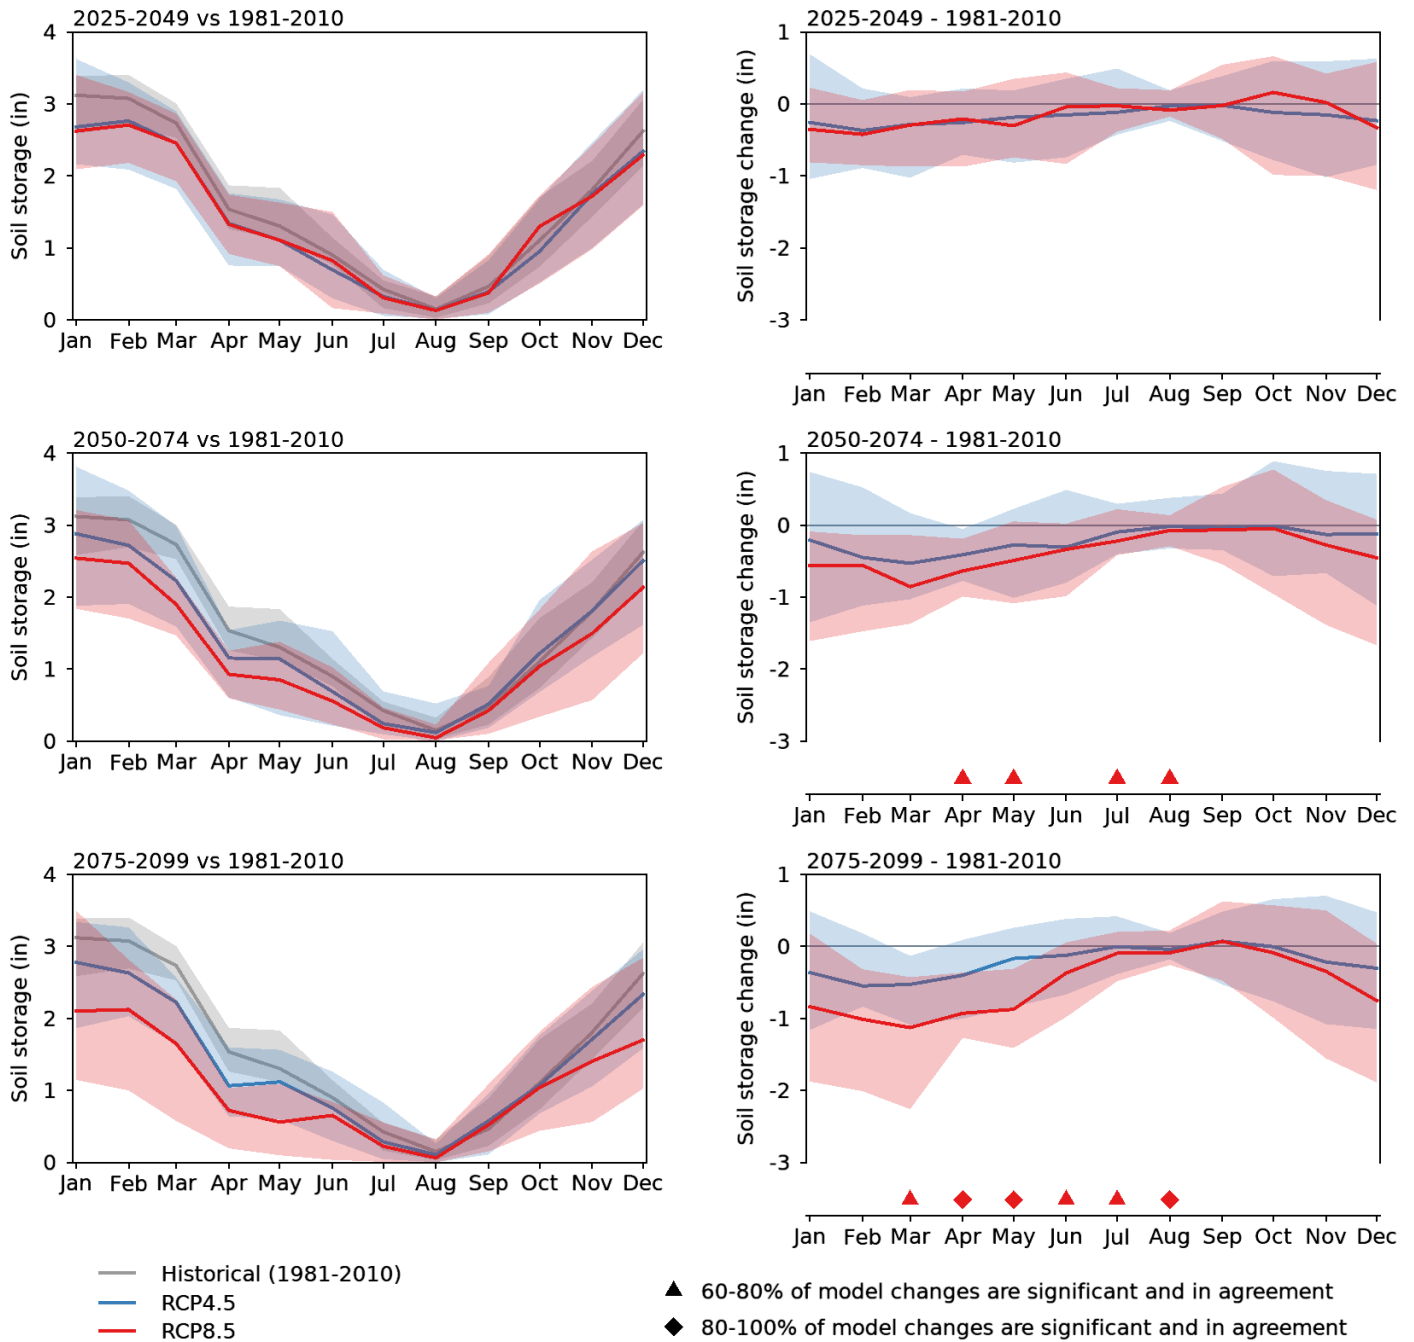 2025-2049 vs 1981-2010
Soil storage (in)
4
3
2
1
0
Jan Feb Mar Apr May Jun Jul Aug Sep Oct Nov Dec
2025-2049 - 1981-2010
Soil storage change (in)
1
0
-1
-2
-3
Jan Feb Mar Apr May Jun Jul Aug Sep Oct Nov Dec
2050-2074 vs 1981-2010
Soil storage (in)
4
3
2
1
0
Jan Feb Mar Apr May Jun Jul Aug Sep Oct Nov Dec
2050-2074 - 1981-2010
Soil storage change (in)
1
0
-1
-2
-3
Jan Feb Mar Apr May Jun Jul Aug Sep Oct Nov Dec
2075-2099 vs 1981-2010
Soil storage (in)
4
3
2
1
0
Jan Feb Mar Apr May Jun Jul Aug Sep Oct Nov Dec
2075-2099 - 1981-2010
Soil storage change (in)
1
0
-1
-2
-3
Jan Feb Mar Apr May Jun Jul Aug Sep Oct Nov Dec
Historical (1981-2010)
RCP4.5
RCP8.5
60-80% of model changes are significant and in agreement
80-100% of model changes are significant and in agreement